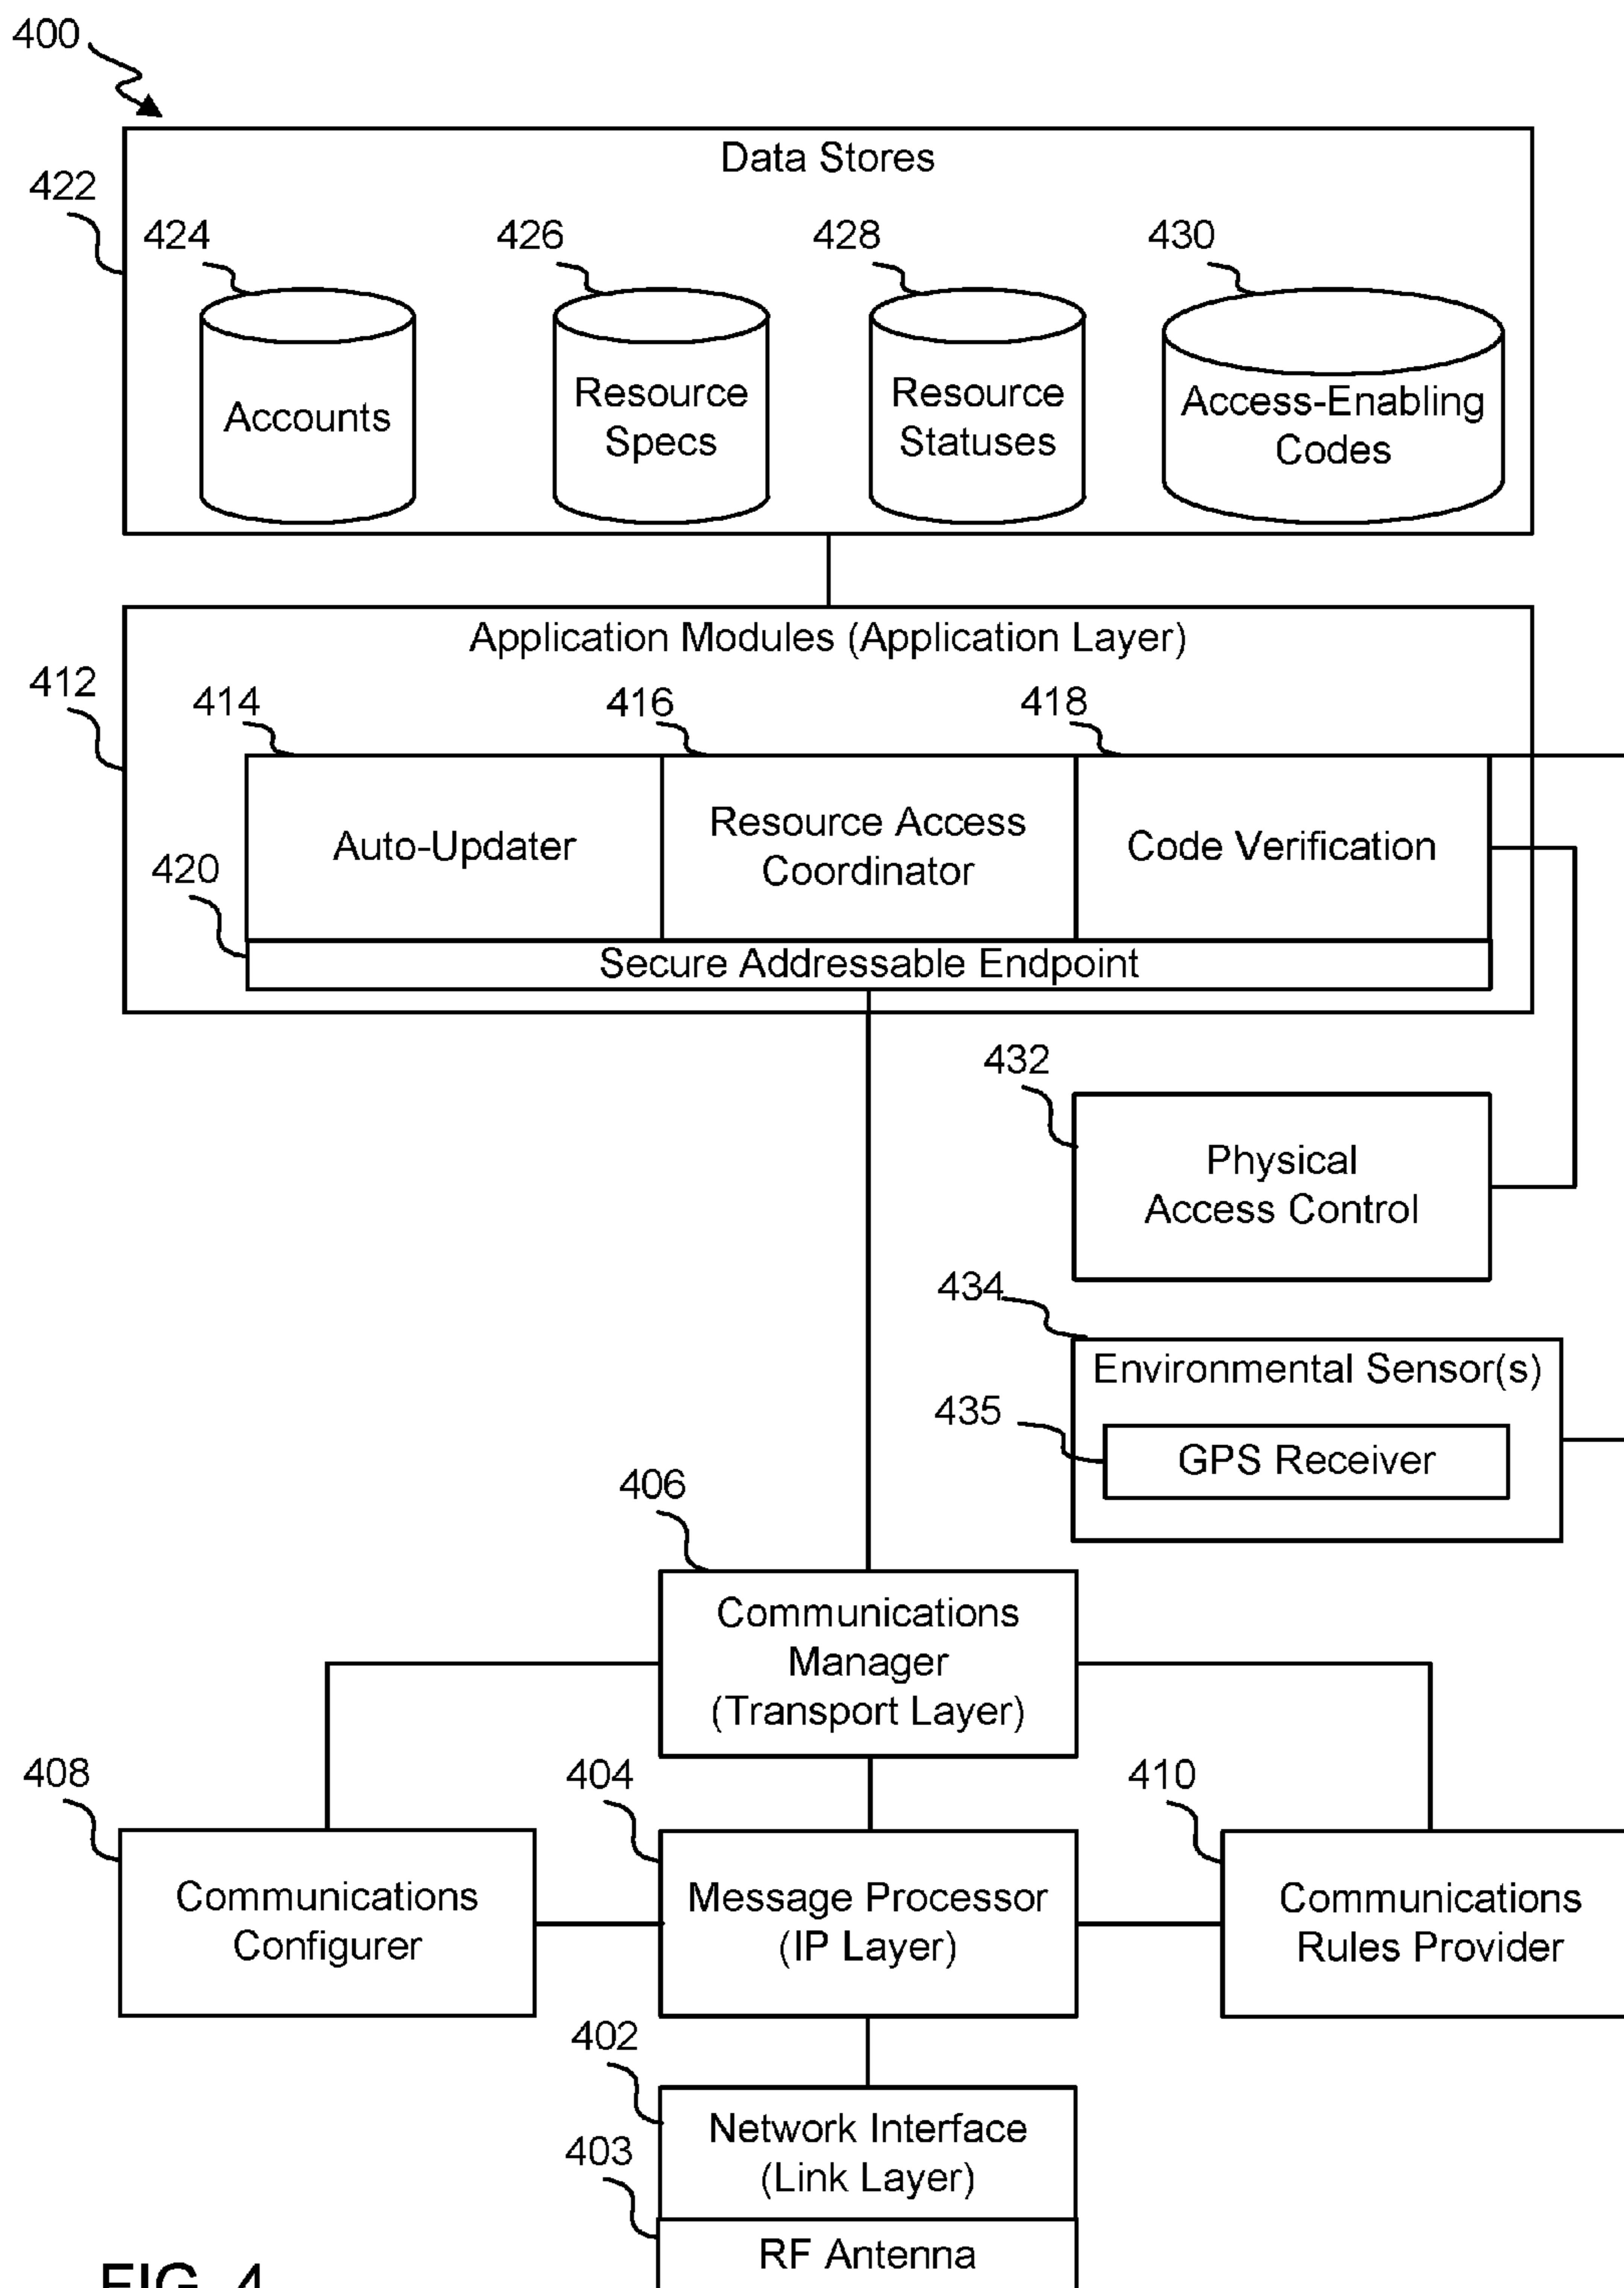 400
Data Stores
422
424
426
428
430
Accounts
Resource
Specs
Resource
Statuses
Access-Enabling
Codes
Application Modules (Application Layer)
412
414
416
418
Auto-Updater
Resource Access
Coordinator
Code Verification
420
Secure Addressable Endpoint
432
Physical
Access Control
434
Environmental Sensor(s)
435
GPS Receiver
406
Communications
Manager
(Transport Layer)
408
404
410
Communications
Configurer
Message Processor
(IP Layer)
Communications
Rules Provider
402
Network Interface
(Link Layer)
403
RF Antenna
FIG. 4